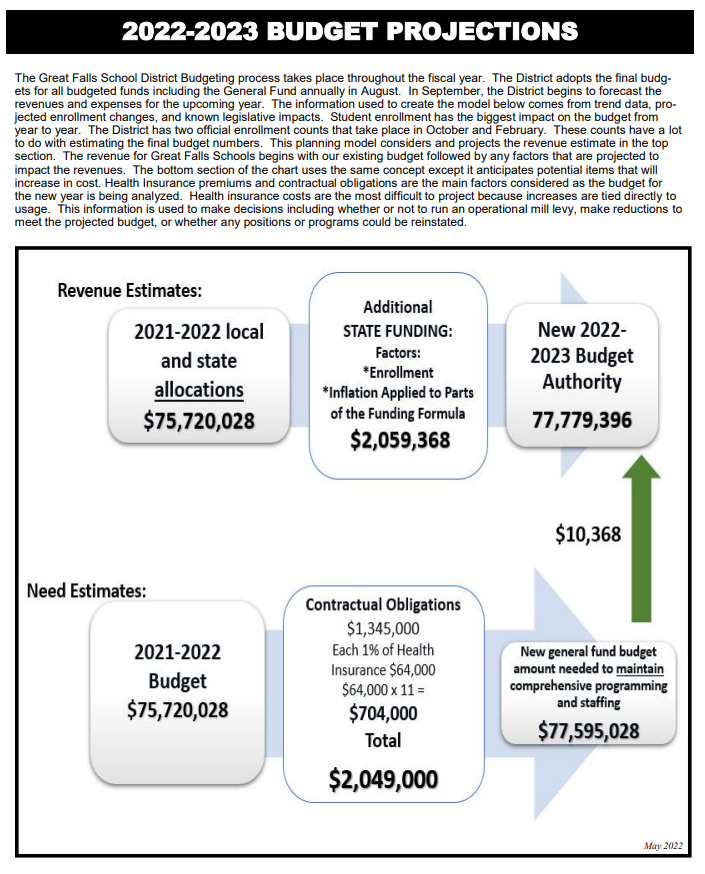 2022-2023 BUDGET PROJECTIONS
The Great Falls School District Budgeting process takes place throughout the fiscal year.  The District adopts the final budg-
ets for all budgeted funds including the General Fund annually in August.  In September, the District begins to forecast the
revenues and expenses for the upcoming year.  The information used to create the model below comes from trend data, pro-
jected enrollment changes, and known legislative impacts.  Student enrollment has the biggest impact on the budget from
year to year.  The District has two official enrollment counts that take place in October and February.  These counts have a lot
to do with estimating the final budget numbers.  This planning model considers and projects the revenue estimate in the top
section.  The revenue for Great Falls Schools begins with our existing budget followed by any factors that are projected to
impact the revenues.  The bottom section of the chart uses the same concept except it anticipates potential items that will
increase in cost. Health Insurance premiums and contractual obligations are the main factors considered as the budget for
the new year is being analyzed.  Health insurance costs are the most difficult to project because increases are tied directly to
usage.  This information is used to make decisions including whether or not to run an operational mill levy, make reductions to
meet the projected budget, or whether any positions or programs could be reinstated.
Revenue Estimates:
2021-2022 local
and state
allocations
$75,720,028
Additional
STATE FUNDING:
Factors:
*Enrollment
*Inflation Applied to Parts
of the Funding Formula
$2,059,368
New 2022-
2023 Budget
Authority
77,779,396
$10,368
Need Estimates:
2021-2022
Budget
$75,720,028
Contractual Obligations
$1,345,000
Each 1% of Health
Insurance $64,000
$64,000 x 11 =
$704,000
Total
$2,049,000
New general fund budget
amount needed to maintain
comprehensive programming
and staffing
$77,595,028
May 2022